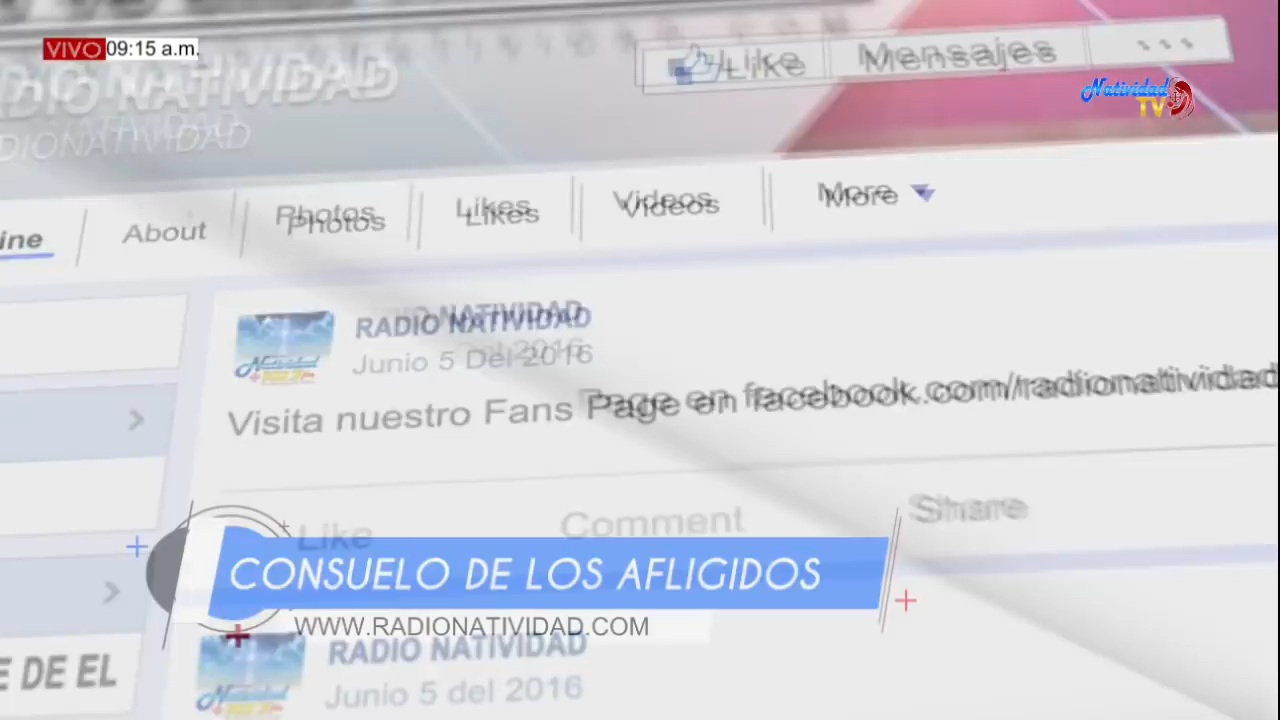 VIVO 09:15 a.m.
Like Mensajes ...
Natividad
TV
RADIO NATIVIDAD
DIONATIVIDAD
ine About Photos Likes Videos More
RADIO NATIVIDAD
Junio 5 Del 2016
Visita nuestro Fans Page en facebook.com/radionatividad
Like Comment Share
CONSUELO DE LOS AFLIGIDOS
WWW.RADIONATIVIDAD.COM
RADIO NATIVIDAD
Junio 5 del 2016
E DE EL